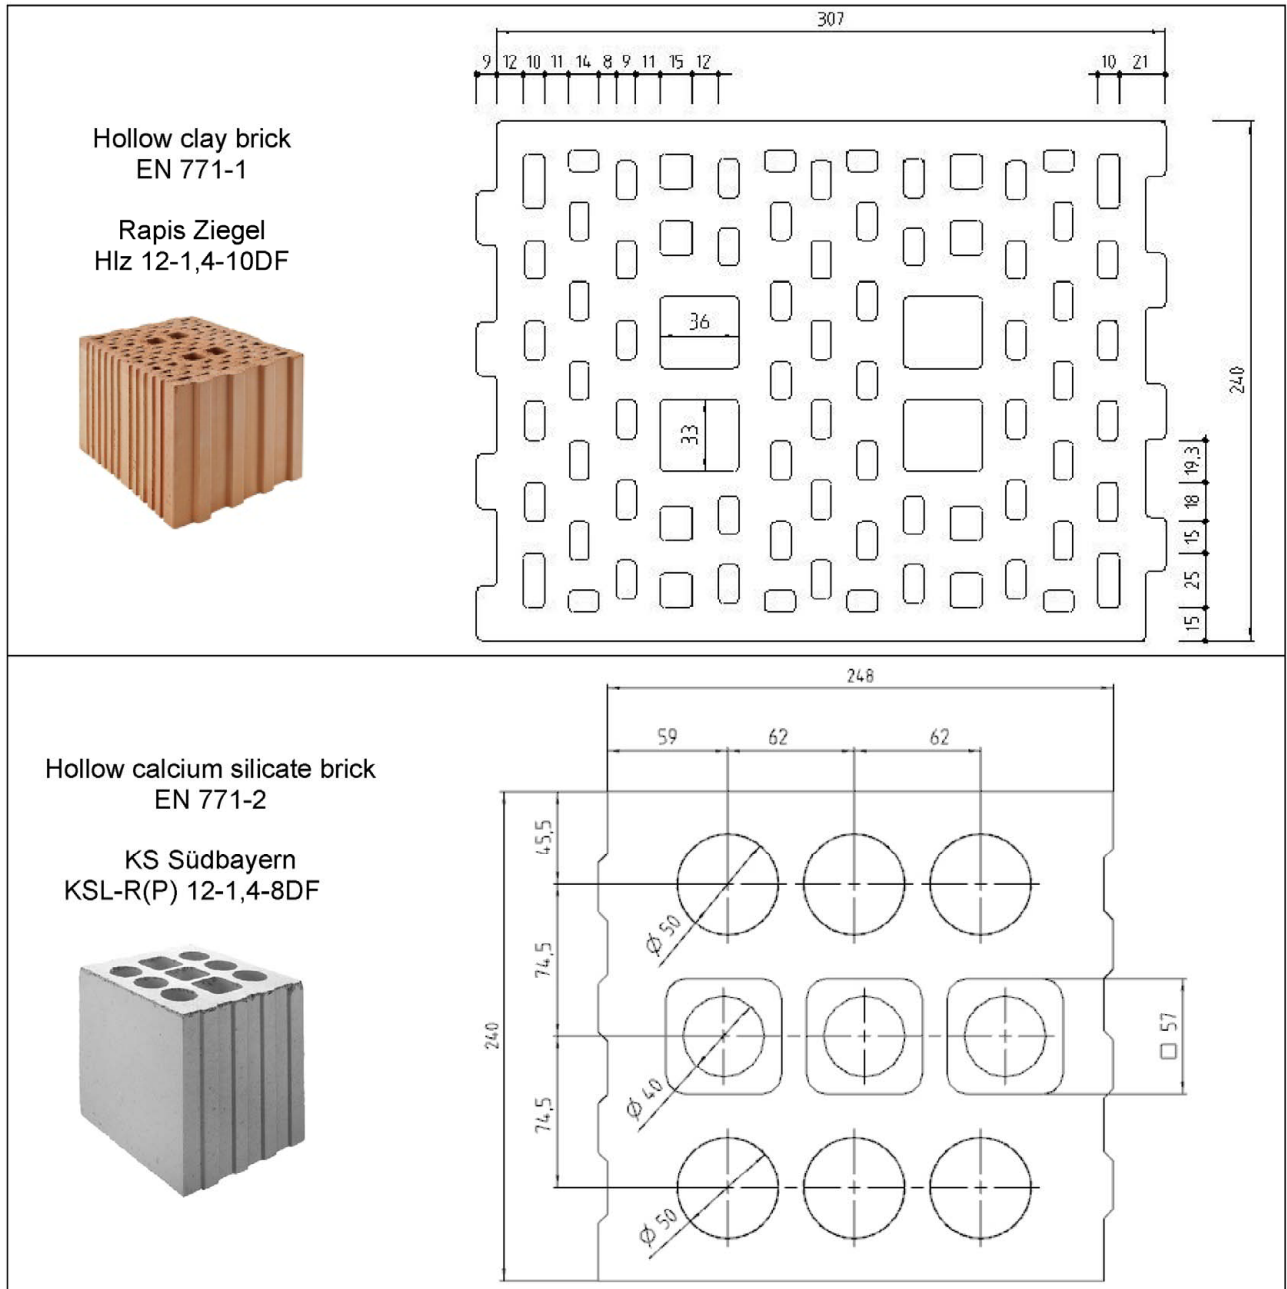 307
9 12 10 11 14 8 9 11 15 12 10 21
Hollow clay brick
EN 771-1
Rapis Ziegel
Hlz 12-1,4-10DF
36
33
240
19,3
18
15
25
15
248
59 62 62
Hollow calcium silicate brick
EN 771-2
KS Südbayern
KSL-R(P) 12-1,4-8DF
45,5
Ø 50
74,5
240
□ 57
Ø 40
74,5
Ø 50